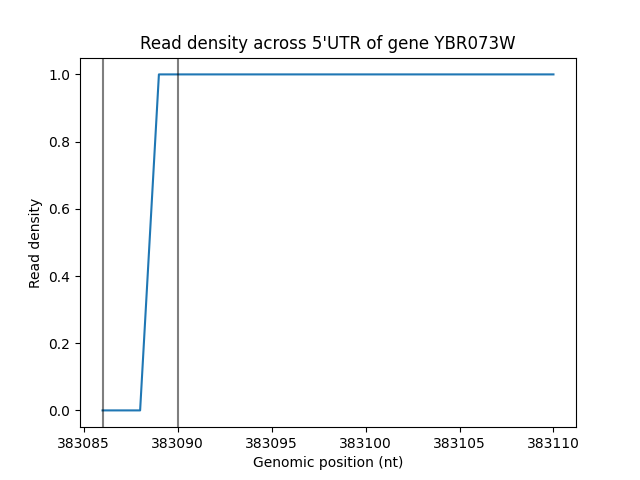 Read density across 5'UTR of gene YBR073W
1.0
0.8
0.6
0.4
0.2
0.0
Read density
383085 383090 383095 383100 383105 383110
Genomic position (nt)